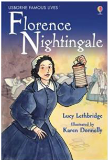 USBORNE FAMOUS LIVES
Florence
Nightingale
Lucy Lethbridge
Illustrated by
Karen Donnelly